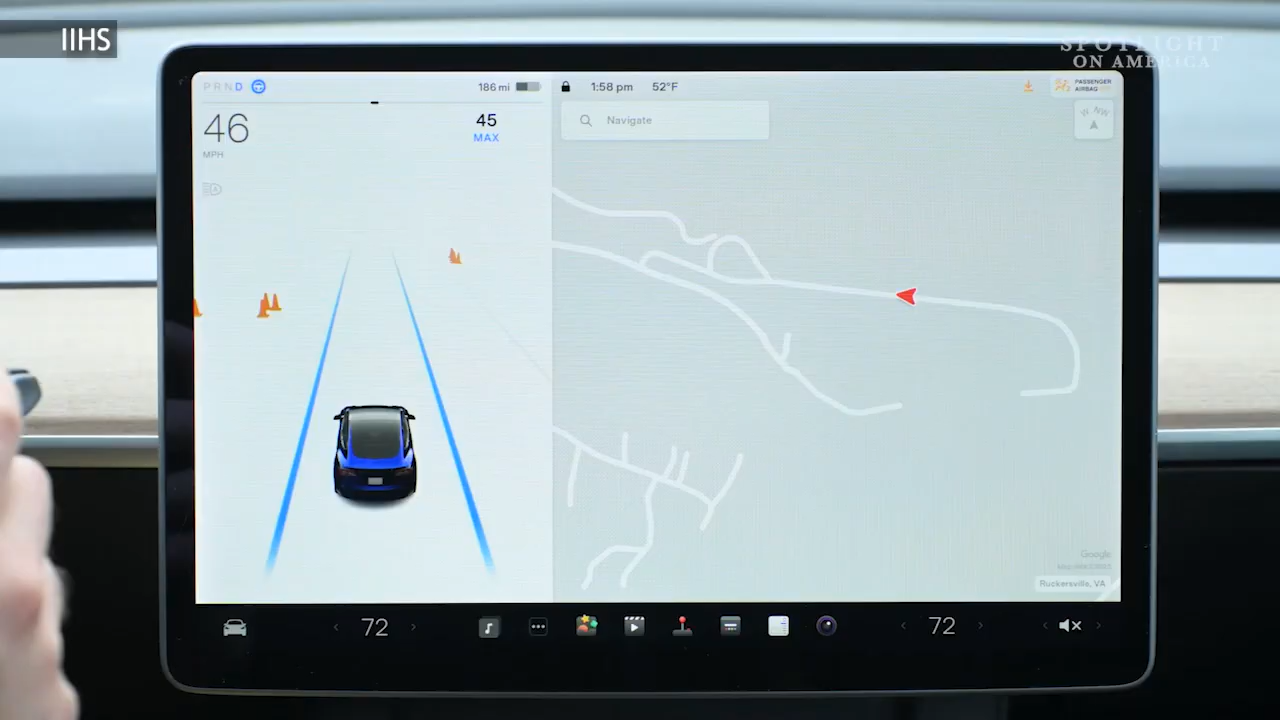 IIHS
SPOTLIGHT
ON AMERICA
PRND
186 mi
1:58 pm
52°F
PASSENGER
AIRBAG
46
MPH
45
MAX
Navigate
W NW
A
Google
Ruckersville, VA
72
72